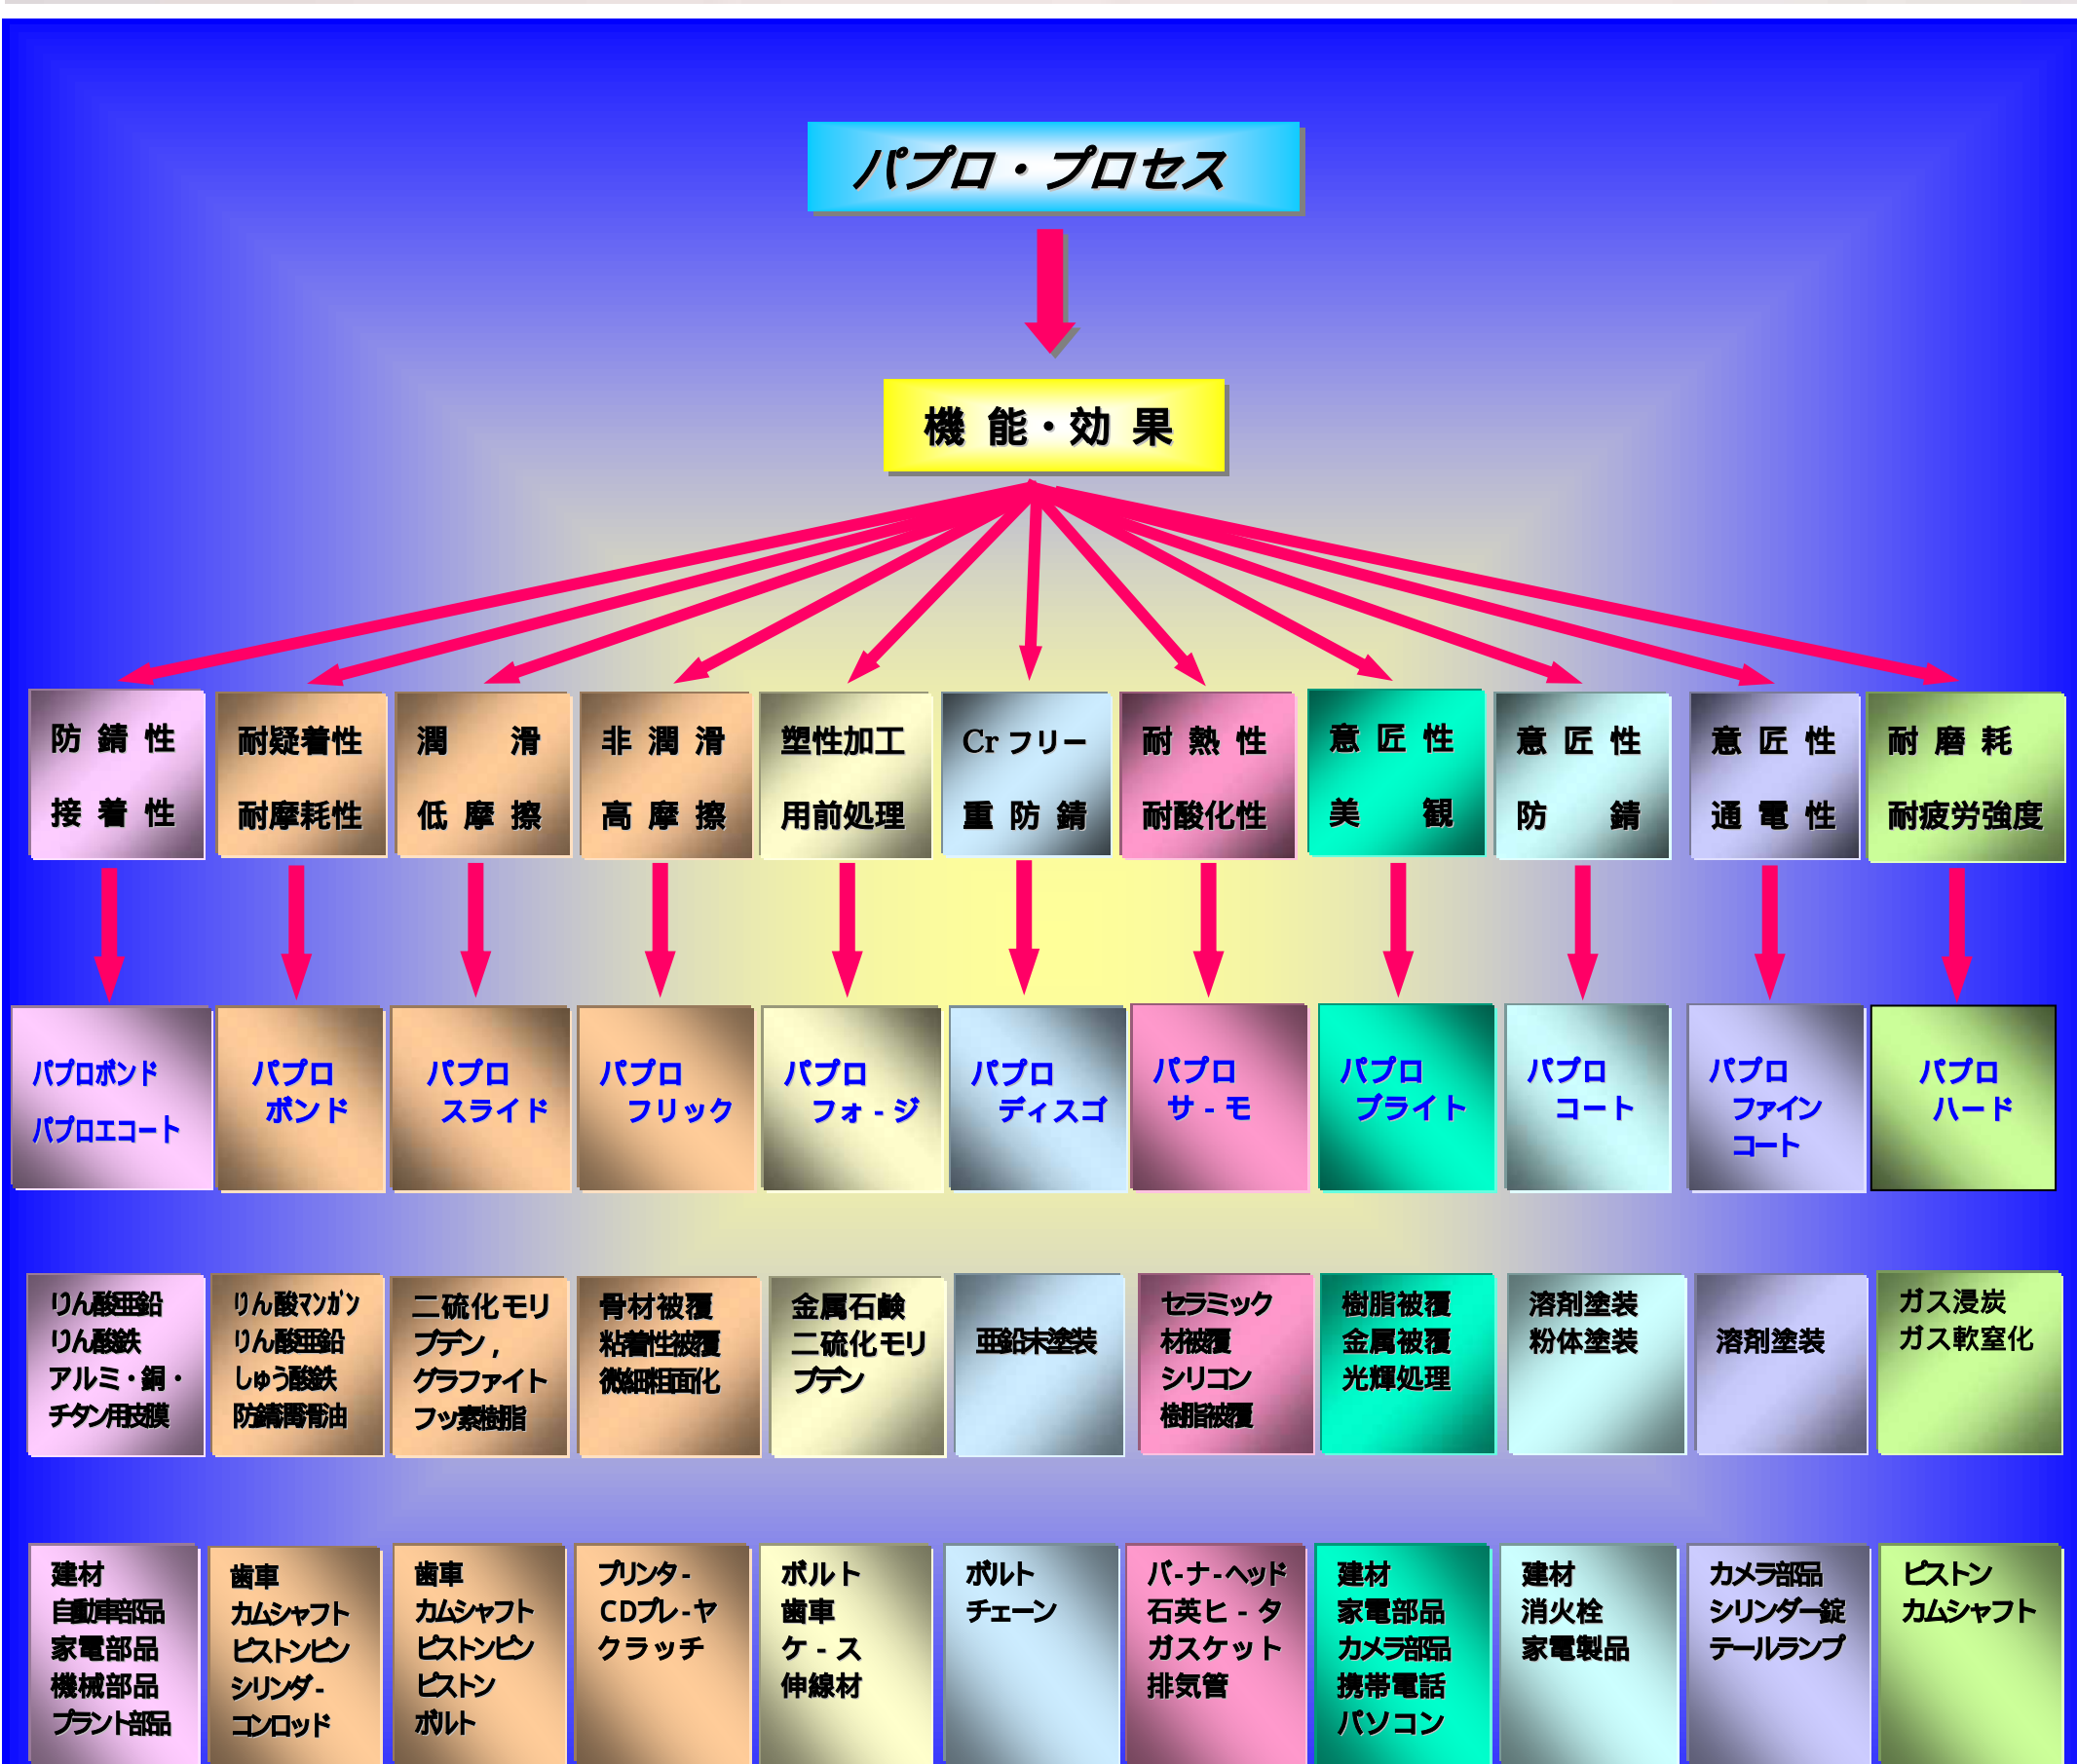 パプロ・プロセス
機 能・効 果
防 錆 性
接 着 性
耐疑着性
耐摩耗性
潤 滑
低 摩 擦
非 潤 滑
高 摩 擦
塑性加工
用前処理
Cr フリー
重 防 錆
耐 熱 性
耐酸化性
意 匠 性
美 観
意 匠 性
防 錆
意 匠 性
通 電 性
耐 磨 耗
耐疲労強度
パプロボンド
パプロエコート
パプロ
ボンド
パプロ
スライド
パプロ
フリック
パプロ
フォ-ジ
パプロ
ディスゴ
パプロ
サ-モ
パプロ
ブライト
パプロ
コート
パプロ
ファイン
コート
パプロ
ハード
りん酸亜鉛
りん酸鉄
アルミ・銅・
チタン用皮膜
りん酸マンガン
りん酸亜鉛
しゅう酸鉄
防錆潤滑油
二硫化モリ
ブデン,
グラファイト
フッ素樹脂
骨材被覆
粘着性被覆
微細粗面化
金属石鹸
二硫化モリ
ブデン
亜鉛末塗装
セラミック
材被覆
シリコン
樹脂被覆
樹脂被覆
金属被覆
光輝処理
溶剤塗装
粉体塗装
溶剤塗装
ガス浸炭
ガス軟窒化
建材
自動車部品
家電部品
機械部品
プラント部品
歯車
カムシャフト
ピストンピン
シリンダ-
コンロッド
歯車
カムシャフト
ピストンピン
ピストン
ボルト
プリンタ-
CDプレ-ヤ
クラッチ
ボルト
歯車
ケ-ス
伸線材
ボルト
チェーン
バ-ナ-ヘッド
石英ヒ-タ
ガスケット
排気管
建材
家電部品
カメラ部品
携帯電話
パソコン
建材
消火栓
家電製品
カメラ部品
シリンダー錠
テールランプ
ピストン
カムシャフト